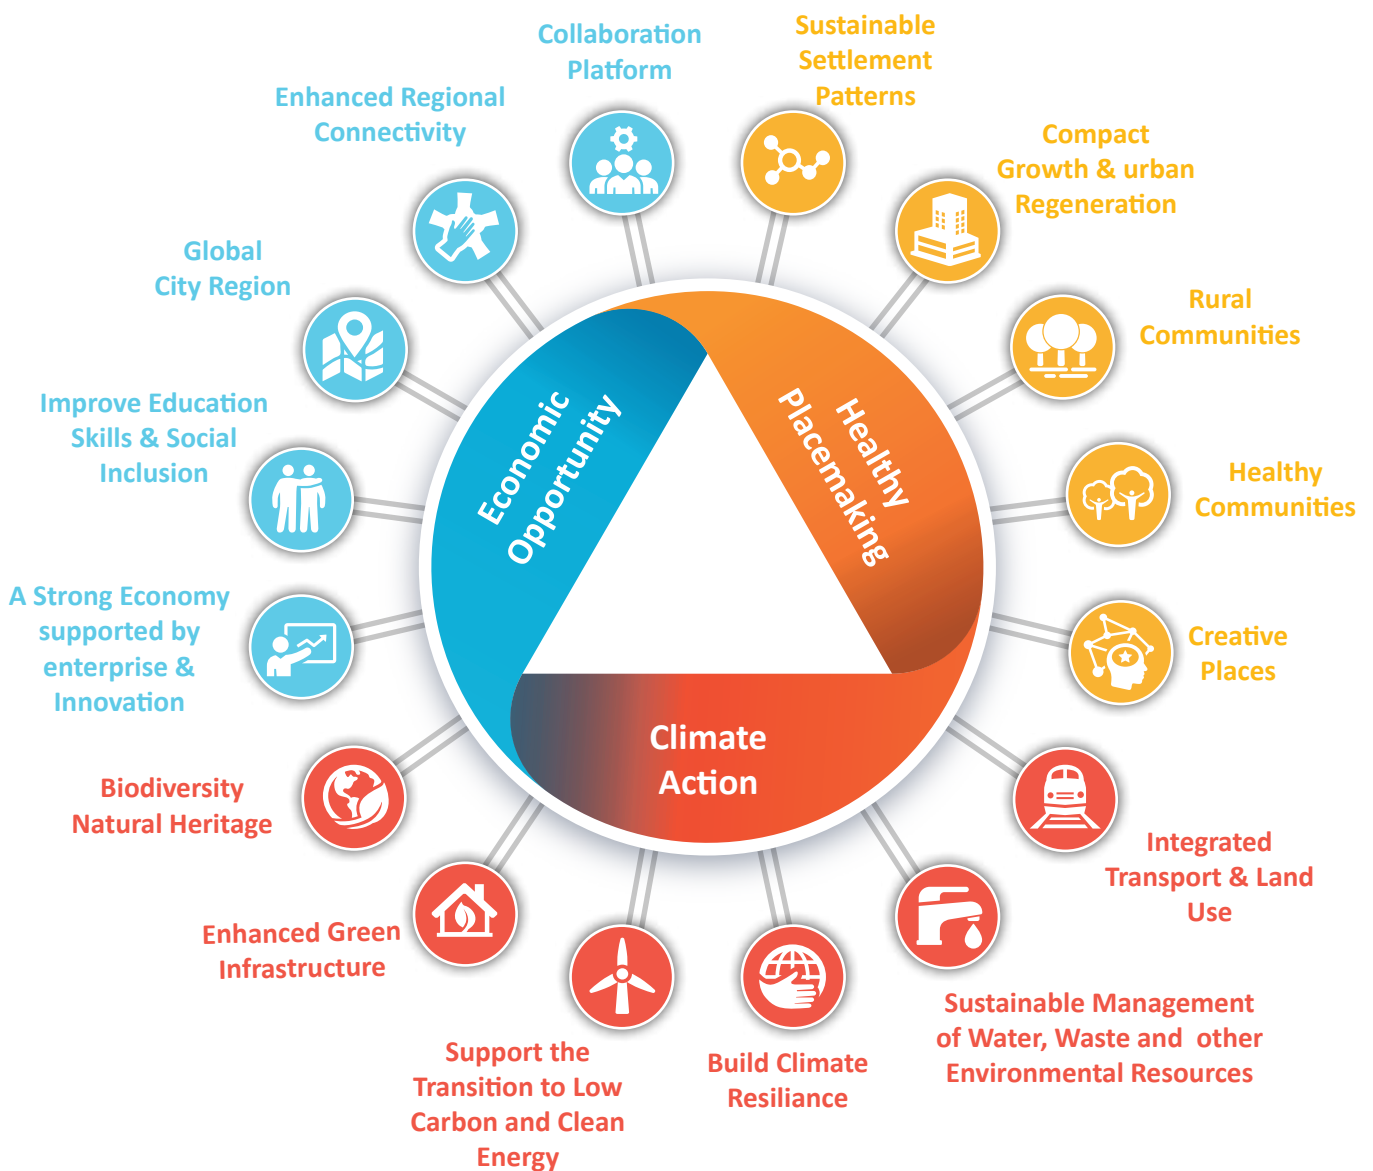 Collaboration
Platform
Sustainable
Settlement
Patterns
Enhanced Regional
Connectivity
Compact
Growth & urban
Regeneration
Global
City Region
Rural
Communities
Improve Education
Skills & Social
Inclusion
Healthy
Communities
A Strong Economy
supported by
enterprise &
Innovation
Creative
Places
Economic
Opportunity
Healthy
Placemaking
Climate
Action
Biodiversity
Natural Heritage
Integrated
Transport & Land
Use
Enhanced Green
Infrastructure
Sustainable Management
of Water, Waste and other
Environmental Resources
Support the
Transition to Low
Carbon and Clean
Energy
Build Climate
Resiliance